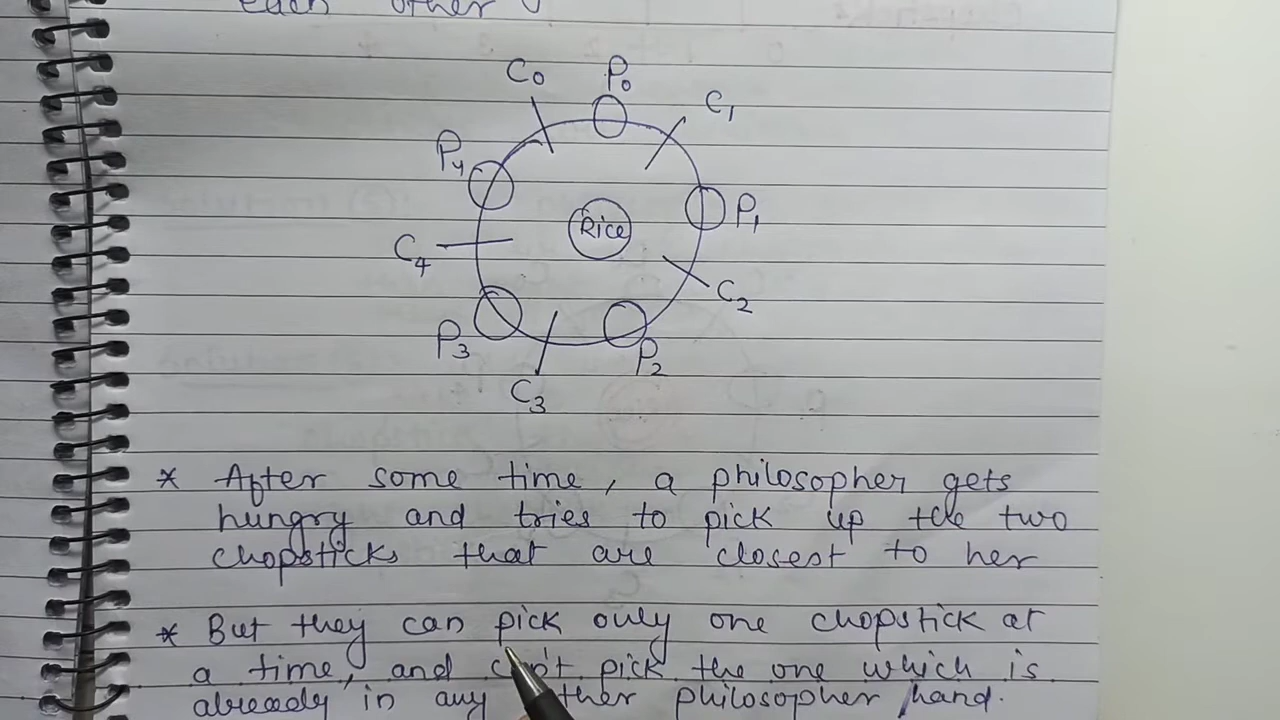 each other
C0 P0 C1
P4
Rice P1
C4
C2
P3 P2
C3
* After some time, a philosopher gets
hungry and tries to pick up the two
chopsticks that are closest to her
* But they can pick only one chopstick at
a time, and can't pick the one which is
already in any other philosopher hand.